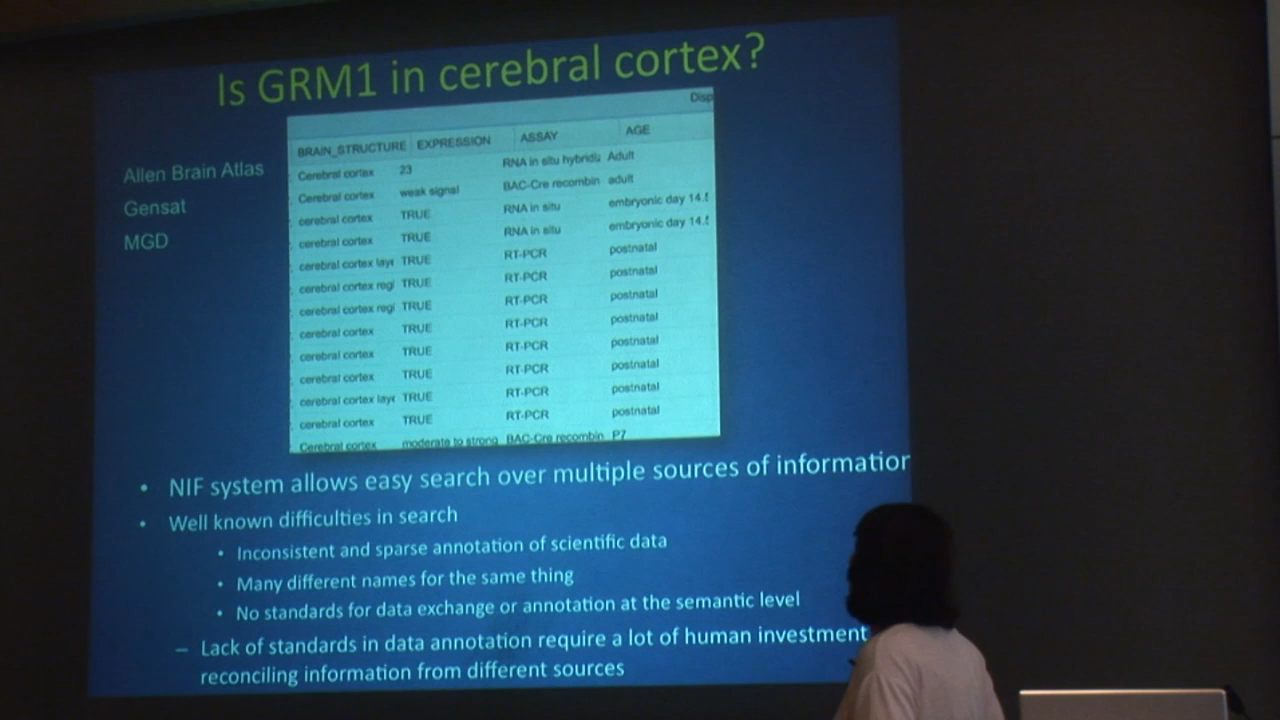 Is GRM1 in cerebral cortex?
Allen Brain Atlas
Gensat
MGD
Disp
BRAIN_STRUCTURE EXPRESSION ASSAY AGE
Cerebral cortex 23 RNA in situ hybridiz Adult
Cerebral cortex weak signal BAC-Cre recombin adult
cerebral cortex TRUE RNA in situ embryonic day 14.5
cerebral cortex TRUE RNA in situ embryonic day 14.5
cerebral cortex laye TRUE RT-PCR postnatal
cerebral cortex regi TRUE RT-PCR postnatal
cerebral cortex regi TRUE RT-PCR postnatal
cerebral cortex TRUE RT-PCR postnatal
cerebral cortex TRUE RT-PCR postnatal
cerebral cortex TRUE RT-PCR postnatal
cerebral cortex laye TRUE RT-PCR postnatal
cerebral cortex TRUE RT-PCR postnatal
Cerebral cortex moderate to strong BAC-Cre recombin P7
• NIF system allows easy search over multiple sources of information
• Well known difficulties in search
• Inconsistent and sparse annotation of scientific data
• Many different names for the same thing
• No standards for data exchange or annotation at the semantic level
– Lack of standards in data annotation require a lot of human investment
reconciling information from different sources